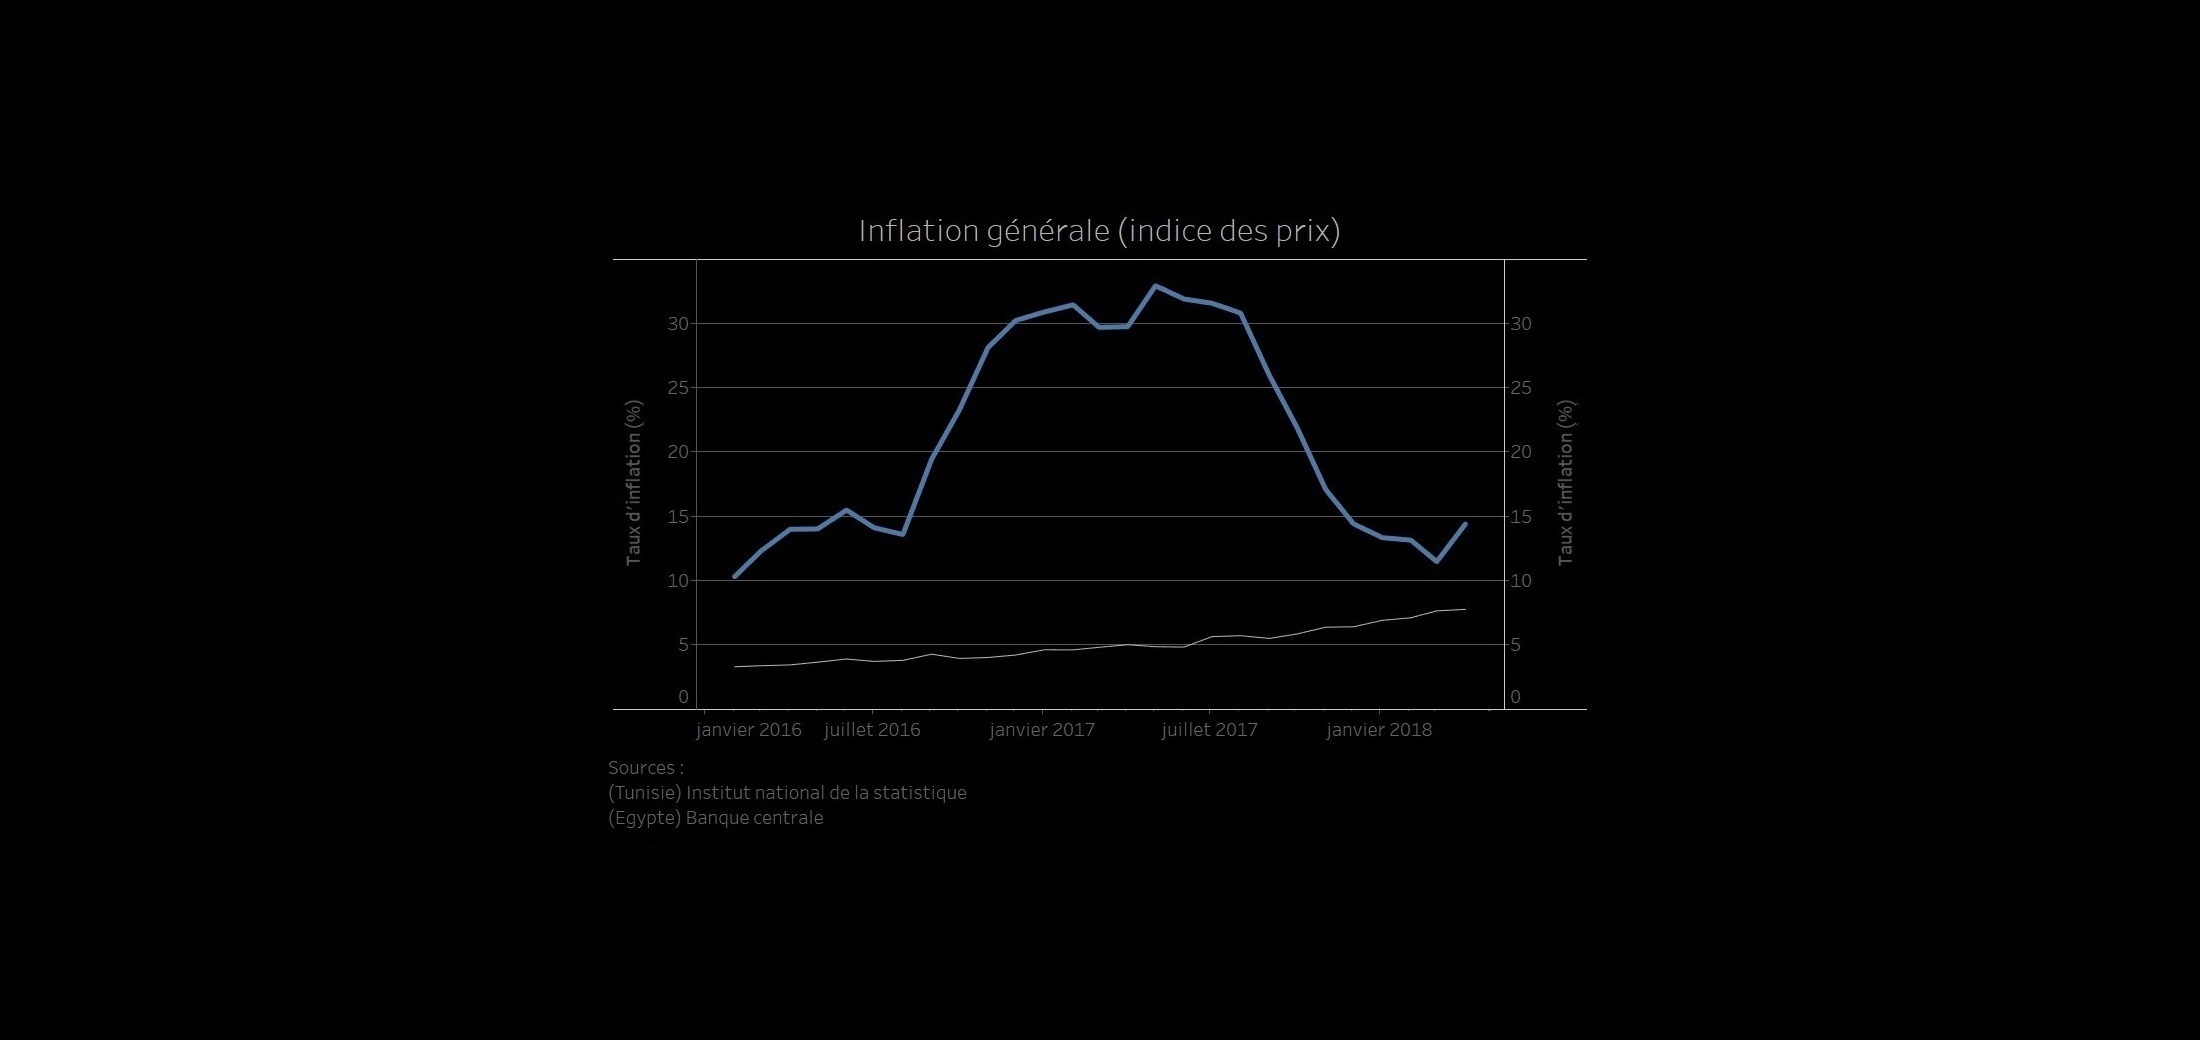 Inflation générale (indice des prix)
Taux d’inflation (%)
30
25
20
15
10
5
0
30
25
20
15
10
5
0
Taux d’inflation (%)
janvier 2016 juillet 2016 janvier 2017 juillet 2017 janvier 2018
Sources :
(Tunisie) Institut national de la statistique
(Egypte) Banque centrale